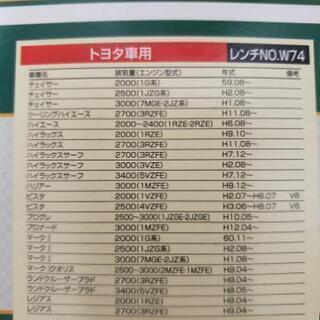 トヨタ車用 レンチNO.W74
車種名 排気量(エンジン型式) 年式 備考
チェイサー 2000(1G系) 59.08~
チェイサー 2500(1JZG系) H2.08~
チェイサー 3000(7MGE-2JZ系) H1.08~
ツーリングハイエース 2700(3RZFE) H11.08~
ハイエース 2000~2400(1RZE-2RZE) H6.08~
ハイラックス 2000(1RZE) H9.10~
ハイラックス 2700(3RZFE) H11.08~
ハイラックスサーフ 2700(3RZFE) H7.12~
ハイラックスサーフ 3000(3VZE) H2.08~
ハイラックスサーフ 3400(5VZFE) H7.12~
ハリアー 3000(1MZFE) H9.12~
ビスタ 2000(1VZFE) H2.07~H6.07 V6
ビスタ 2500(4VZFE) H3.06~H6.07 V6
プログレ 2500~3000(1JZGE-2JZGE) H10.05~
プロナード 3000(1MZFE) H12.04~
マークⅡ 2000(1G系) 60.11~
マークⅡ 2500(1JZG系) H2.08~
マークⅡ 3000(7MGE-2JZ系) H1.08~
マークⅡクオリス 2500~3000(2MZFE-1MZFE) H9.04~
ランドクルーザープラド 2700(3RZFE) H9.04~
ランドクルーザープラド 3400(5VZFE) H8.05~
レジアス 2000(1RZE) H9.04~
レジアス 2700(3RZFE) H9.04~